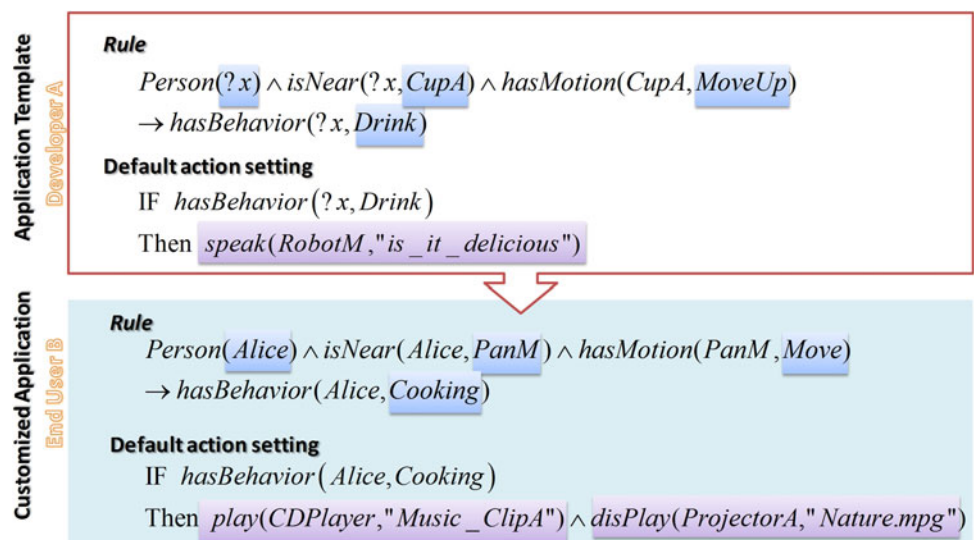 Application Template
Developer A
Rule
Person(?x) ∧ isNear(?x, CupA) ∧ hasMotion(CupA, MoveUp)
→ hasBehavior(?x, Drink)
Default action setting
IF hasBehavior(?x, Drink)
Then speak(RobotM,"is_it_delicious")
Customized Application
End User B
Rule
Person(Alice) ∧ isNear(Alice, PanM) ∧ hasMotion(PanM, Move)
→ hasBehavior(Alice, Cooking)
Default action setting
IF hasBehavior(Alice, Cooking)
Then play(CDPlayer,"Music_ClipA") ∧ disPlay(ProjectorA,"Nature.mpg")